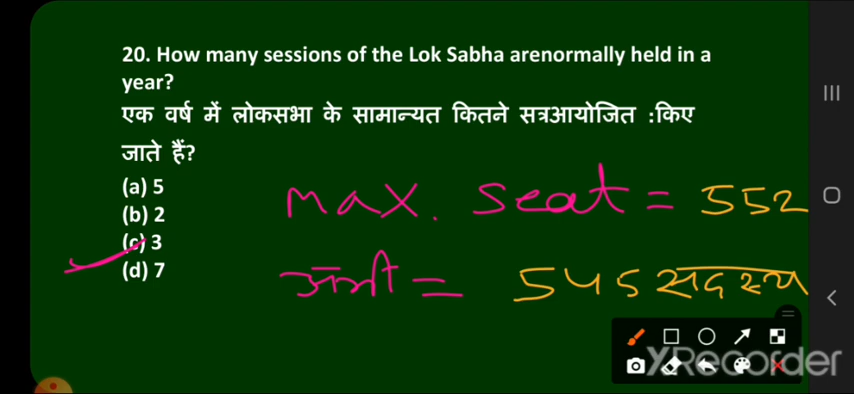 20. How many sessions of the Lok Sabha arenormally held in a
year?
एक वर्ष में लोकसभा के सामान्यत कितने सत्रआयोजित :किए
जाते हैं?
(a) 5
(b) 2
(c) 3
(d) 7
max. seat = 552
अभी = 545 सदस्य
XRecorder